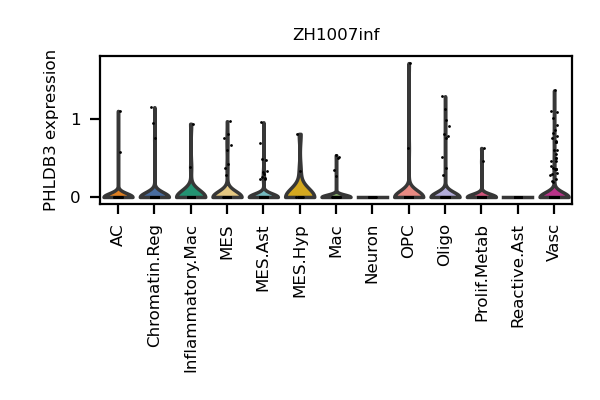 ZH1007inf
PHLDB3 expression
1
0
AC
Chromatin.Reg
Inflammatory.Mac
MES
MES.Ast
MES.Hyp
Mac
Neuron
OPC
Oligo
Prolif.Metab
Reactive.Ast
Vasc